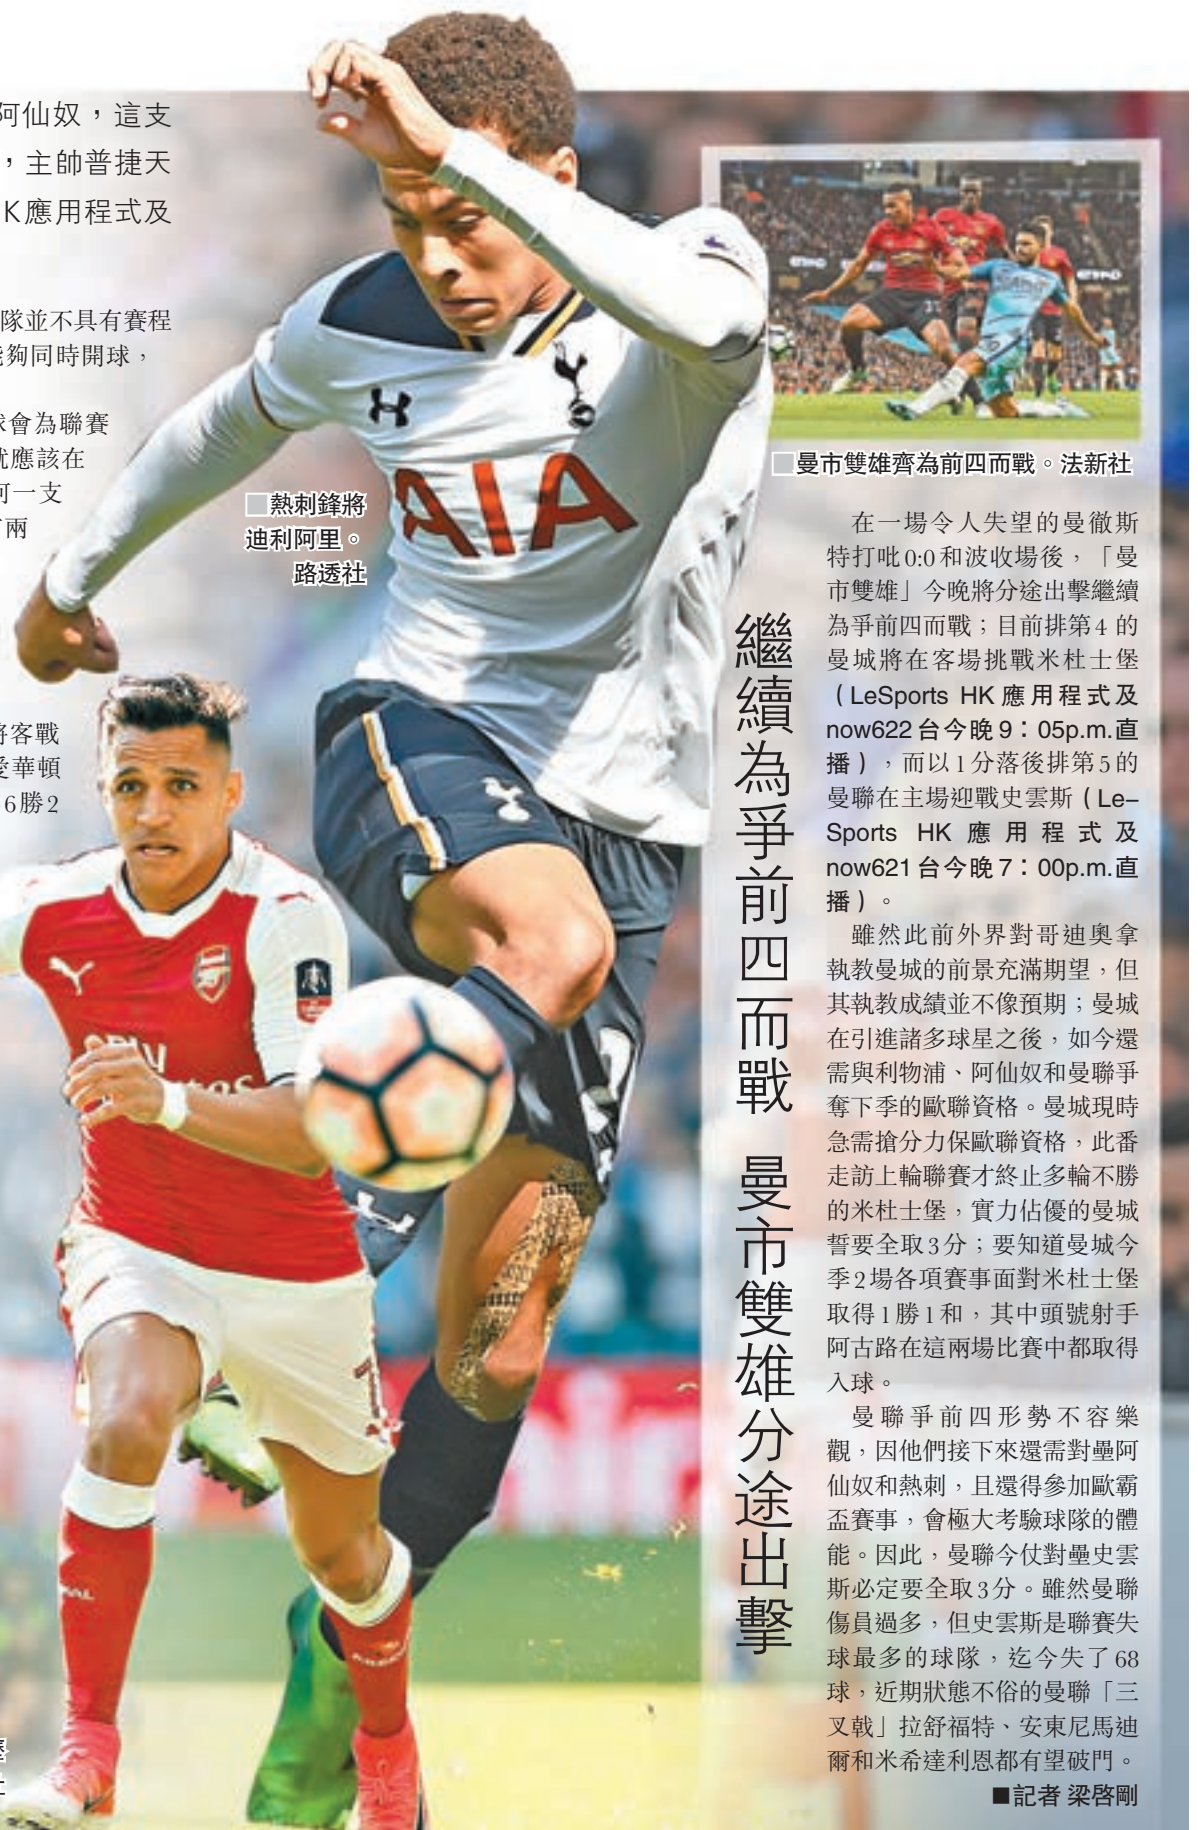 阿仙奴，這支
，主帥普捷天
K應用程式及
隊並不具有賽程
夠同時開球，
會為聯賽
就應該在
何一支
兩
將客戰
愛華頓
6勝2
■熱刺鋒將
迪利阿里。
路透社
AIA
Fly
Emirates
■曼市雙雄齊為前四而戰。法新社
繼續為爭前四而戰 曼市雙雄分途出擊
在一場令人失望的曼徹斯
特打吡0:0和波收場後，「曼
市雙雄」今晚將分途出擊繼續
為爭前四而戰；目前排第4的
曼城將在客場挑戰米杜士堡
（LeSports HK應用程式及
now622台今晚9：05p.m.直
播），而以1分落後排第5的
曼聯在主場迎戰史雲斯（Le-
Sports HK應用程式及
now621台今晚7：00p.m.直
播）。
雖然此前外界對哥迪奧拿
執教曼城的前景充滿期望，但
其執教成績並不像預期；曼城
在引進諸多球星之後，如今還
需與利物浦、阿仙奴和曼聯爭
奪下季的歐聯資格。曼城現時
急需搶分力保歐聯資格，此番
走訪上輪聯賽才終止多輪不勝
的米杜士堡，實力佔優的曼城
誓要全取3分；要知道曼城今
季2場各項賽事面對米杜士堡
取得1勝1和，其中頭號射手
阿古路在這兩場比賽中都取得
入球。
曼聯爭前四形勢不容樂
觀，因他們接下來還需對壘阿
仙奴和熱刺，且還得參加歐霸
盃賽事，會極大考驗球隊的體
能。因此，曼聯今仗對壘史雲
斯必定要全取3分。雖然曼聯
傷員過多，但史雲斯是聯賽失
球最多的球隊，迄今失了68
球，近期狀態不俗的曼聯「三
叉戟」拉舒福特、安東尼馬迪
爾和米希達利恩都有望破門。
■記者 梁啓剛